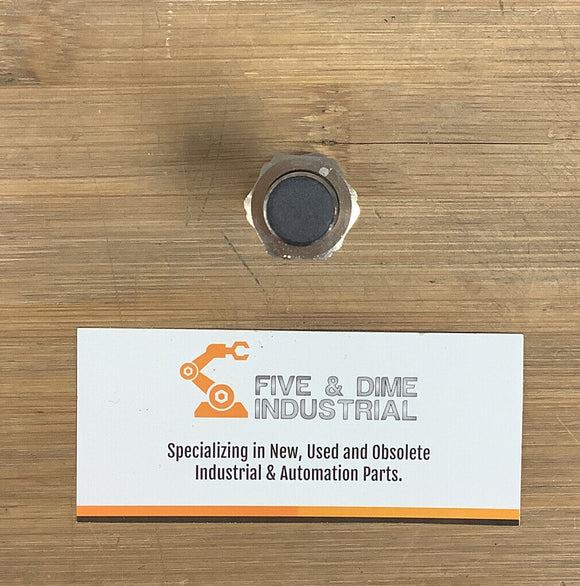 FIVE & DIME
INDUSTRIAL
Specializing in New, Used and Obsolete
Industrial & Automation Parts.